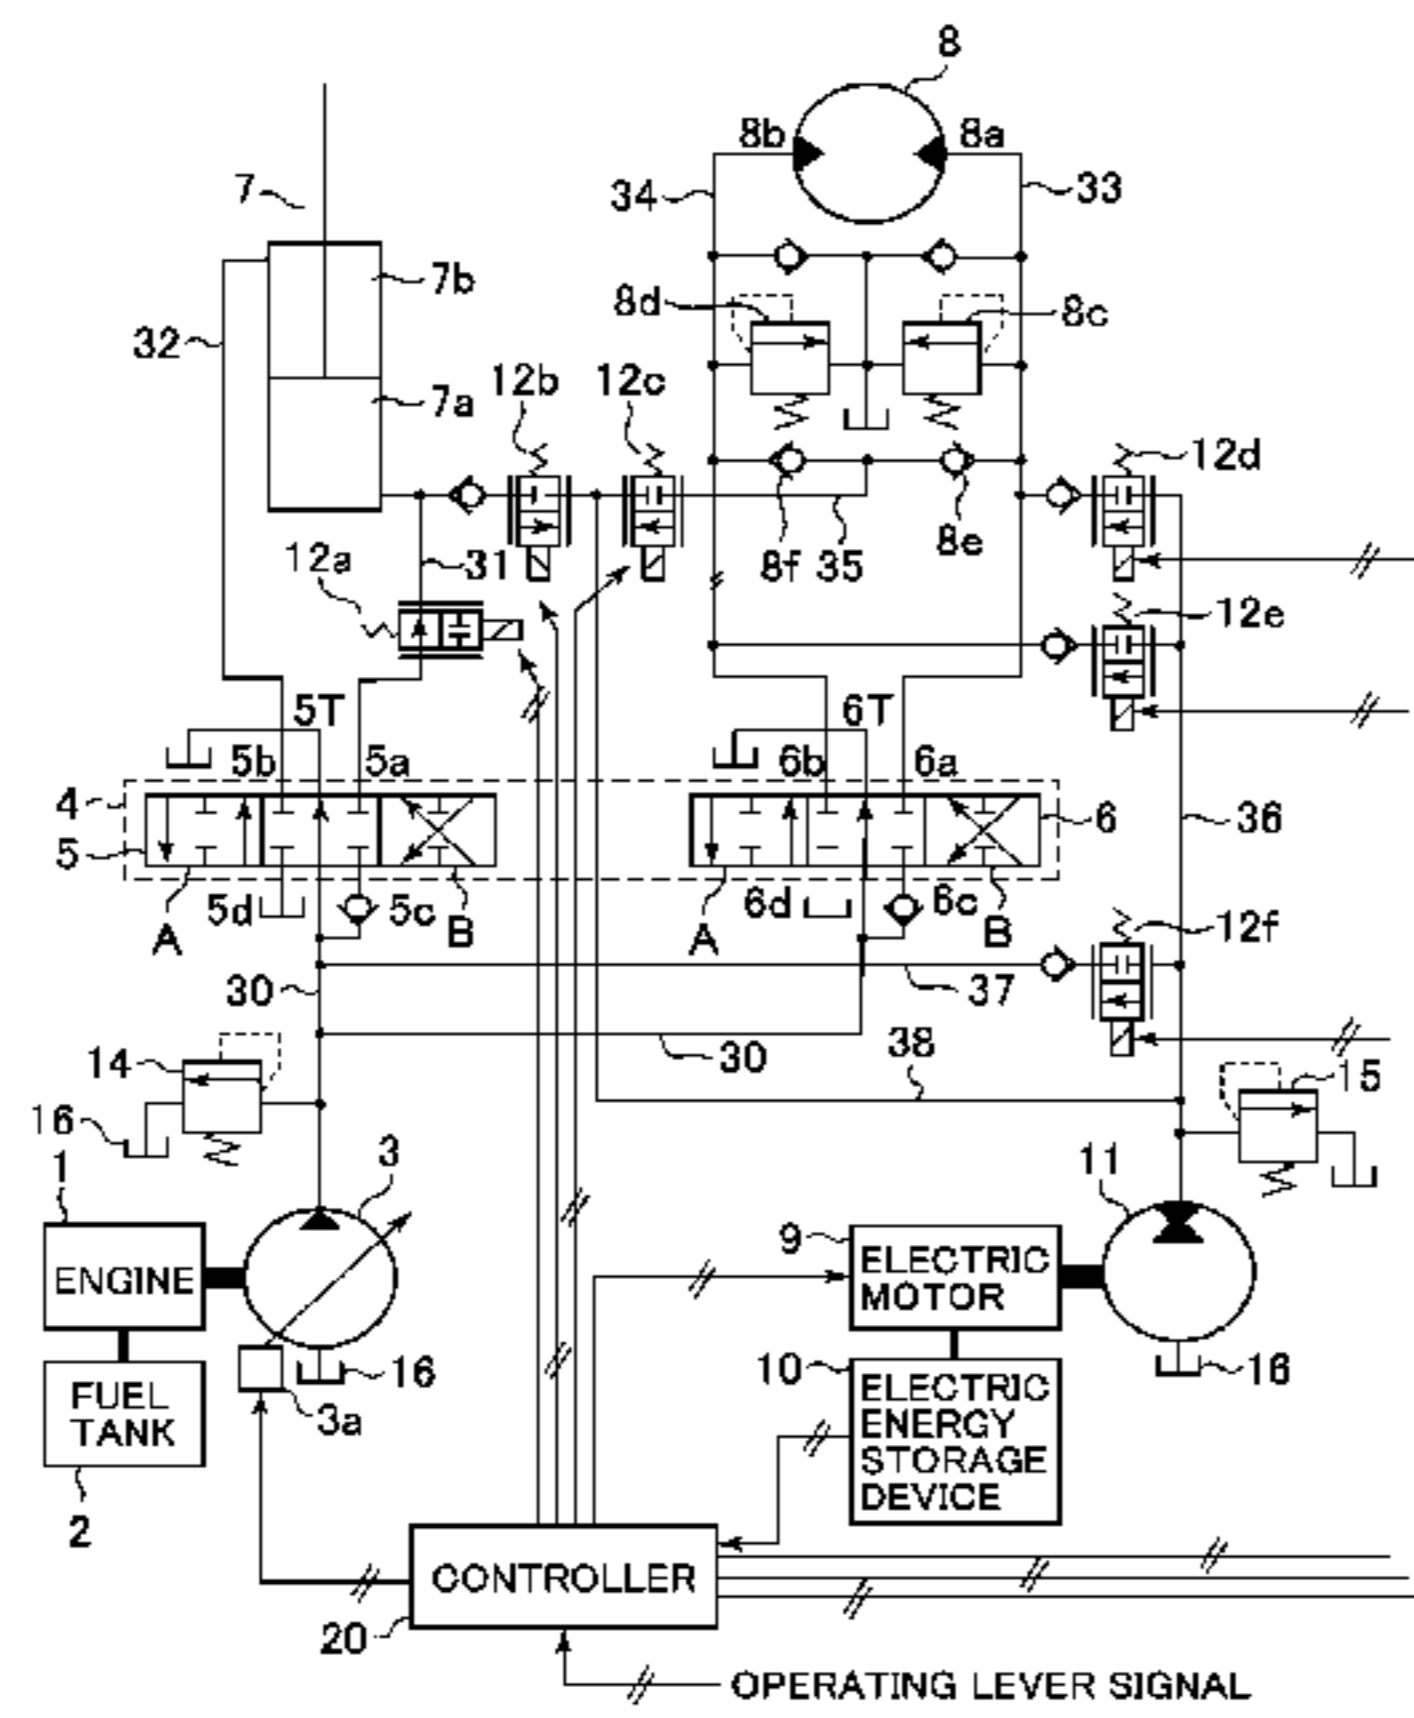 8
8b
8a
7
34
33
7b
8d
8c
32
12b
12c
7a
12d
12a
31
8f
35
8e
12e
5T
6T
5b
5a
6b
6a
4
6
36
5
5d
5c
6d
6c
A
B
A
B
12f
30
37
14
30
38
15
16
1
3
11
9
ELECTRIC
MOTOR
ENGINE
10
16
16
ELECTRIC
ENERGY
STORAGE
DEVICE
FUEL
TANK
3a
2
CONTROLLER
20
OPERATING LEVER SIGNAL